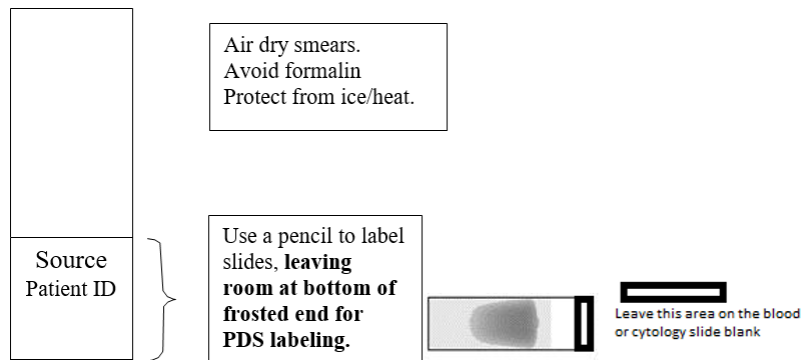 Air dry smears.
Avoid formalin
Protect from ice/heat.
Source
Patient ID
Use a pencil to label
slides, leaving
room at bottom of
frosted end for
PDS labeling.
Leave this area on the blood
or cytology slide blank